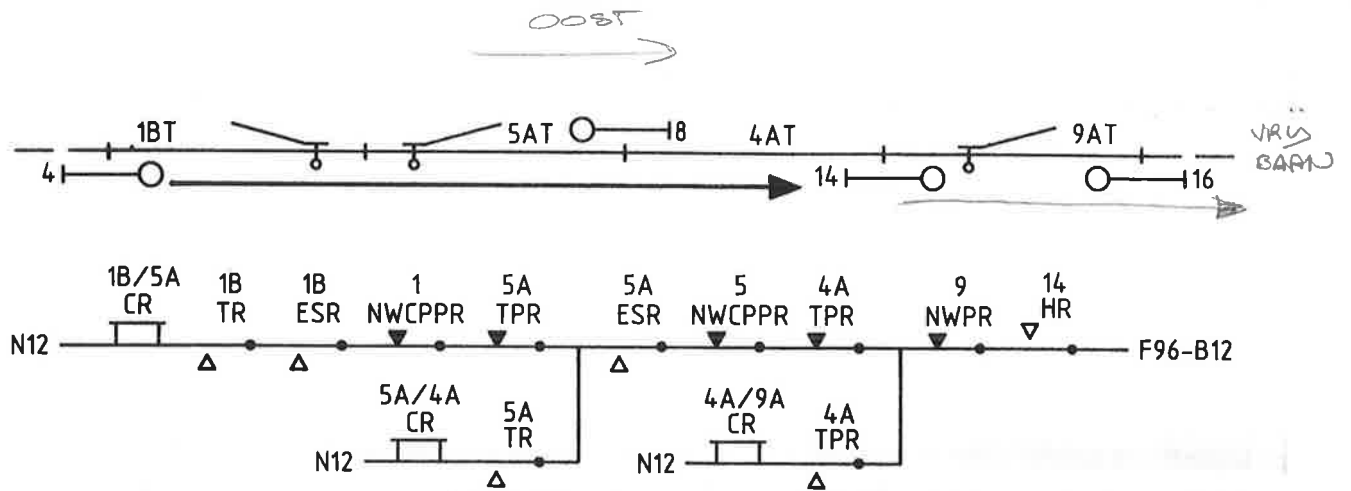 OOST
1BT
5AT
8
4AT
9AT
VRIJ
BAAN
4
14
16
1B/5A
CR
1B
TR
1B
ESR
1
NWCPPR
5A
TPR
5A
ESR
5
NWCPPR
4A
TPR
9
NWPR
14
HR
N12
F96-B12
5A/4A
CR
5A
TR
4A/9A
CR
4A
TPR
N12
N12